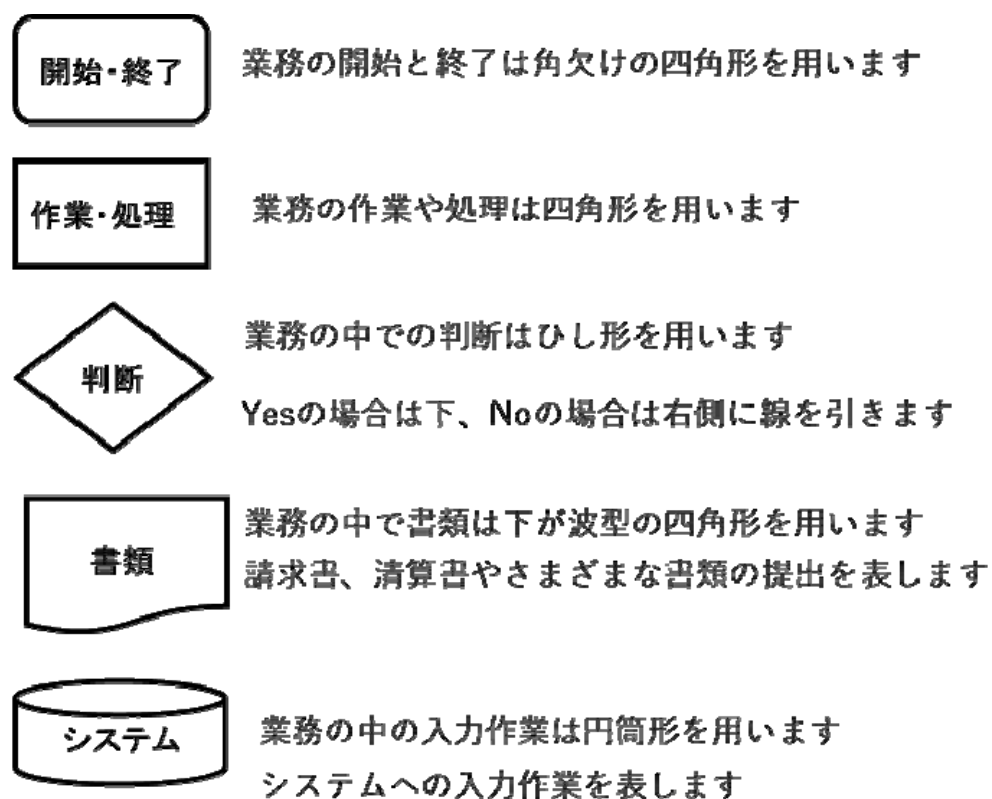 開始・終了
業務の開始と終了は角欠けの四角形を用います
作業・処理
業務の作業や処理は四角形を用います
判断
業務の中での判断はひし形を用います
Yesの場合は下、Noの場合は右側に線を引きます
書類
業務の中で書類は下が波型の四角形を用います
請求書、清算書やさまざまな書類の提出を表します
システム
業務の中の入力作業は円筒形を用います
システムへの入力作業を表します